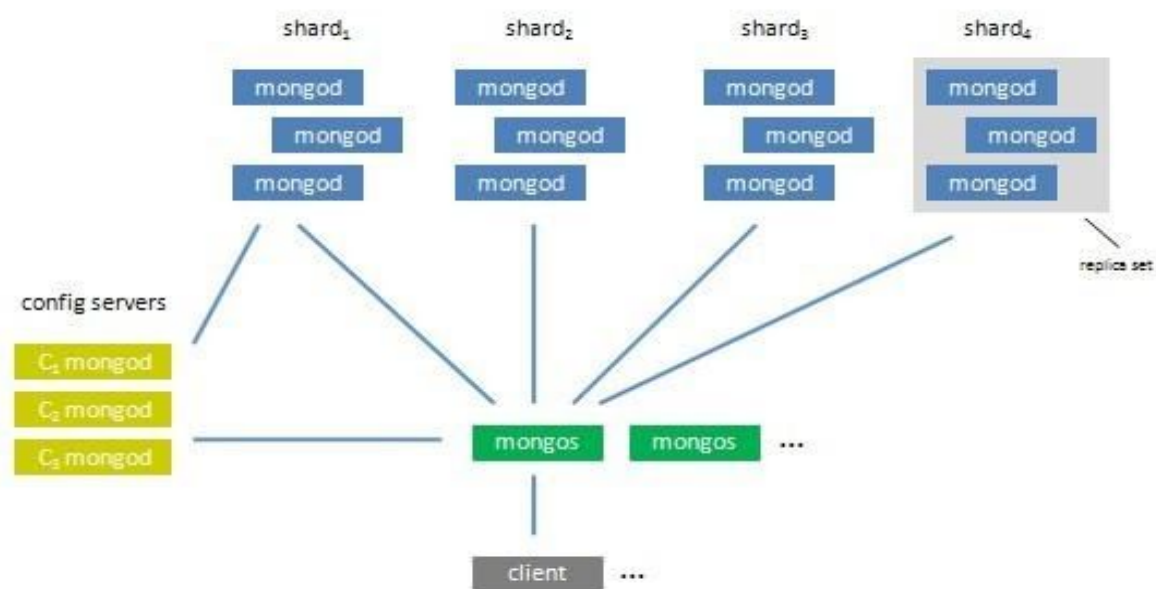 shard₁ shard₂ shard₃ shard₄
mongod mongod mongod mongod
mongod mongod mongod mongod
mongod mongod mongod mongod
replica set
config servers
C₁ mongod
C₂ mongod
C₃ mongod
mongos mongos ...
client ...